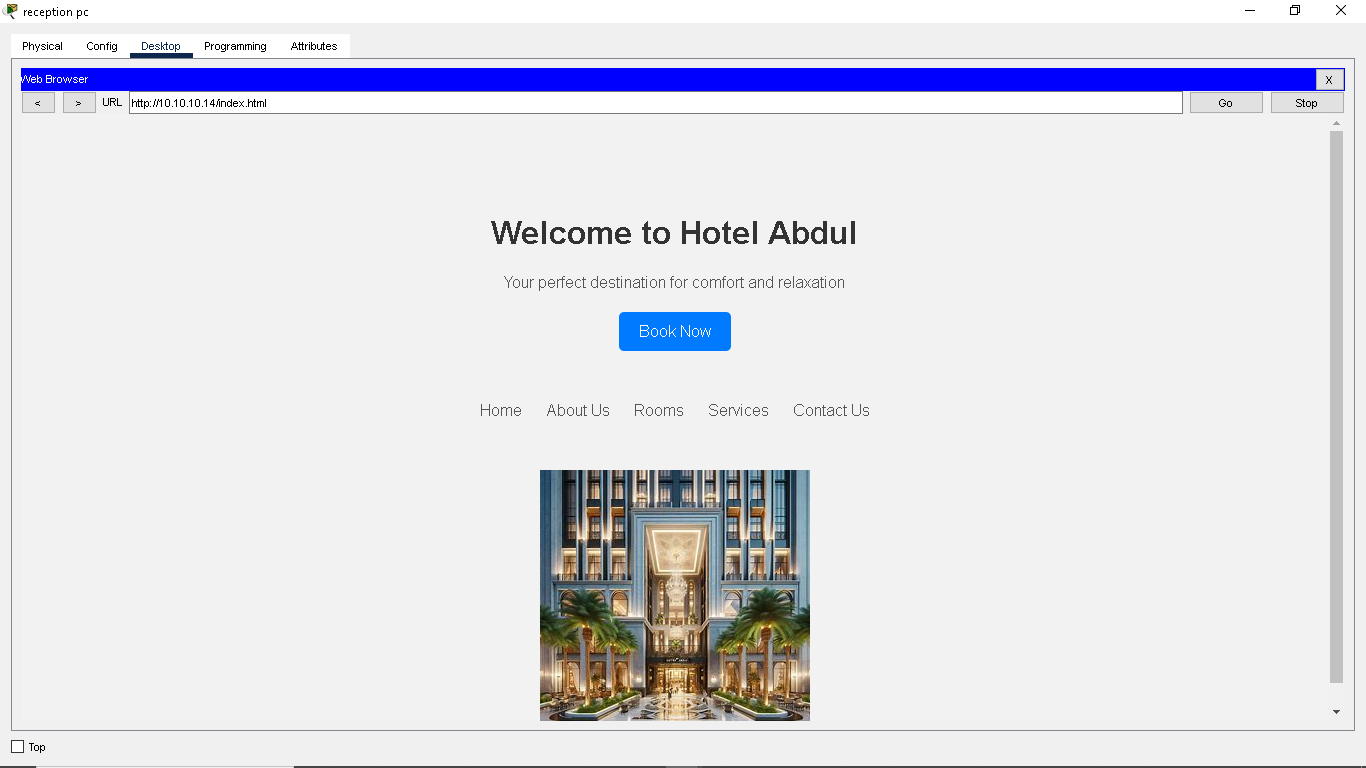 reception pc
Physical Config Desktop Programming Attributes
Web Browser X
< > URL http://10.10.10.14/index.html Go Stop
Welcome to Hotel Abdul
Your perfect destination for comfort and relaxation
Book Now
Home About Us Rooms Services Contact Us
Top